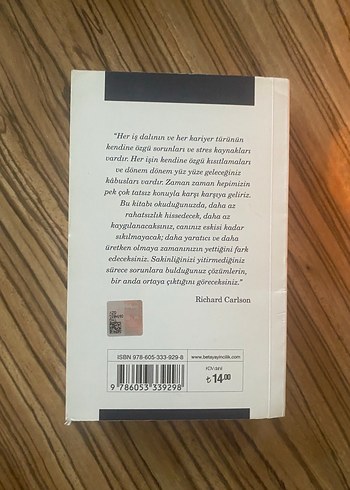 “Her iş dalının ve her kariyer türünün
kendine özgü sorunları ve stres kaynakları
vardır. Her işin kendine özgü kısıtlamaları
ve dönem dönem yüz yüze geleceğiniz
kâbusları vardır. Zaman zaman hepimizin
pek çok tatsız konuyla karşı karşıya geliriz.
Bu kitabı okuduğunuzda, daha az
rahatsızlık hissedecek, daha az
kaygılanacaksınız, canınız eskisi kadar
sıkılmayacak; daha yaratıcı ve daha
üretken olmaya zamanınızın yettiğini fark
edeceksiniz. Sakinliğinizi yitirmediğiniz
sürece sorunlara bulduğunuz çözümlerin,
bir anda ortaya çıktığını göreceksiniz.”
Richard Carlson
ISBN 978-605-333-929-8
www.beyazyayincilik.com
9 786053 339298
₺ 14.00